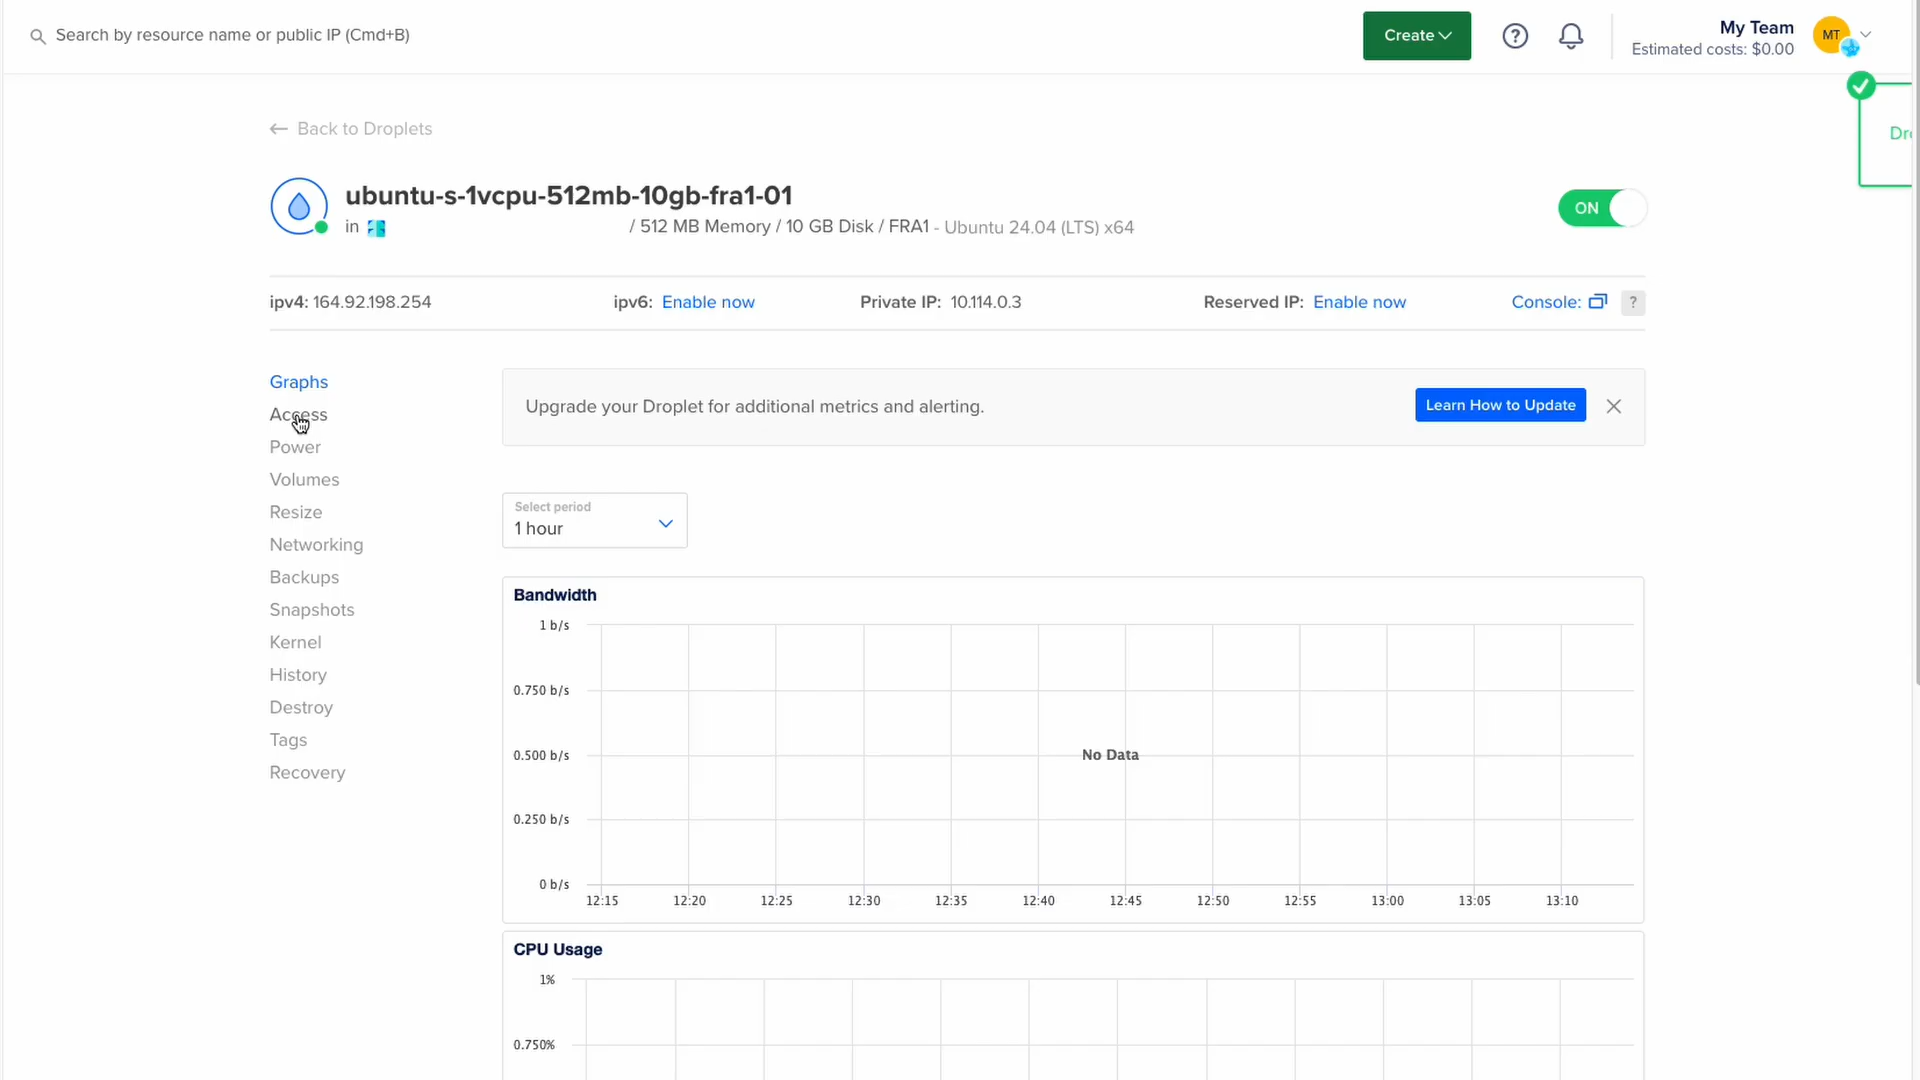 Search by resource name or public IP (Cmd+B)
Create
My Team
Estimated costs: $0.00
MT
Back to Droplets
ubuntu-s-1vcpu-512mb-10gb-fra1-01
in / 512 MB Memory / 10 GB Disk / FRA1 - Ubuntu 24.04 (LTS) x64
ON
ipv4: 164.92.198.254 ipv6: Enable now Private IP: 10.114.0.3 Reserved IP: Enable now Console: ?
Graphs
Access
Power
Volumes
Resize
Networking
Backups
Snapshots
Kernel
History
Destroy
Tags
Recovery
Upgrade your Droplet for additional metrics and alerting.
Learn How to Update
Select period
1 hour
Bandwidth
1 b/s
0.750 b/s
0.500 b/s
No Data
0.250 b/s
0 b/s
12:15 12:20 12:25 12:30 12:35 12:40 12:45 12:50 12:55 13:00 13:05 13:10
CPU Usage
1%
0.750%